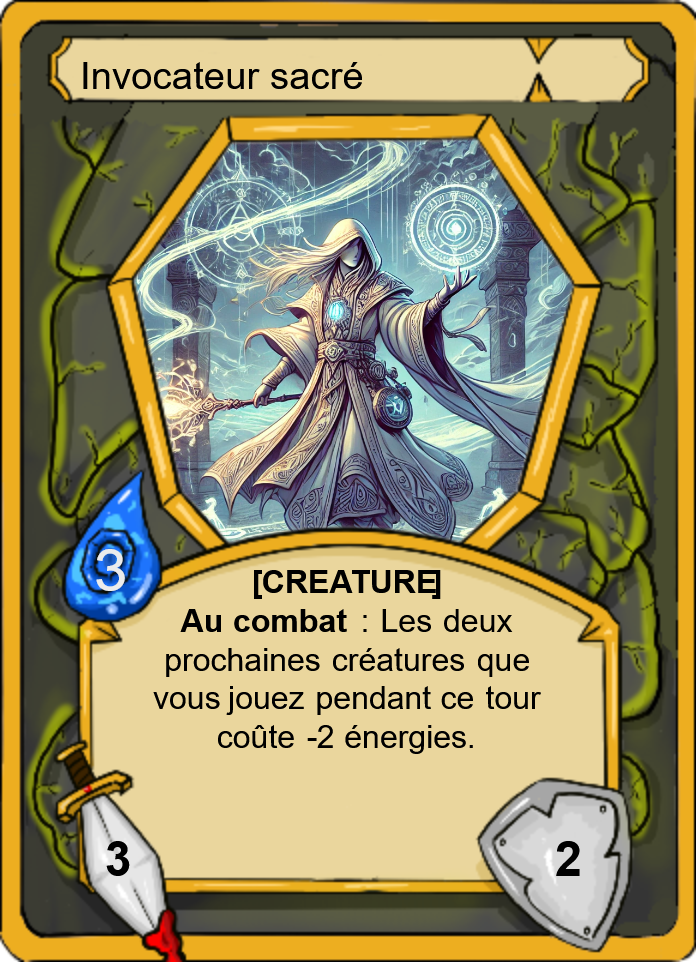 Invocateur sacré
3
[CREATURE]
Au combat : Les deux
prochaines créatures que
vous jouez pendant ce tour
coûte -2 énergies.
3
2